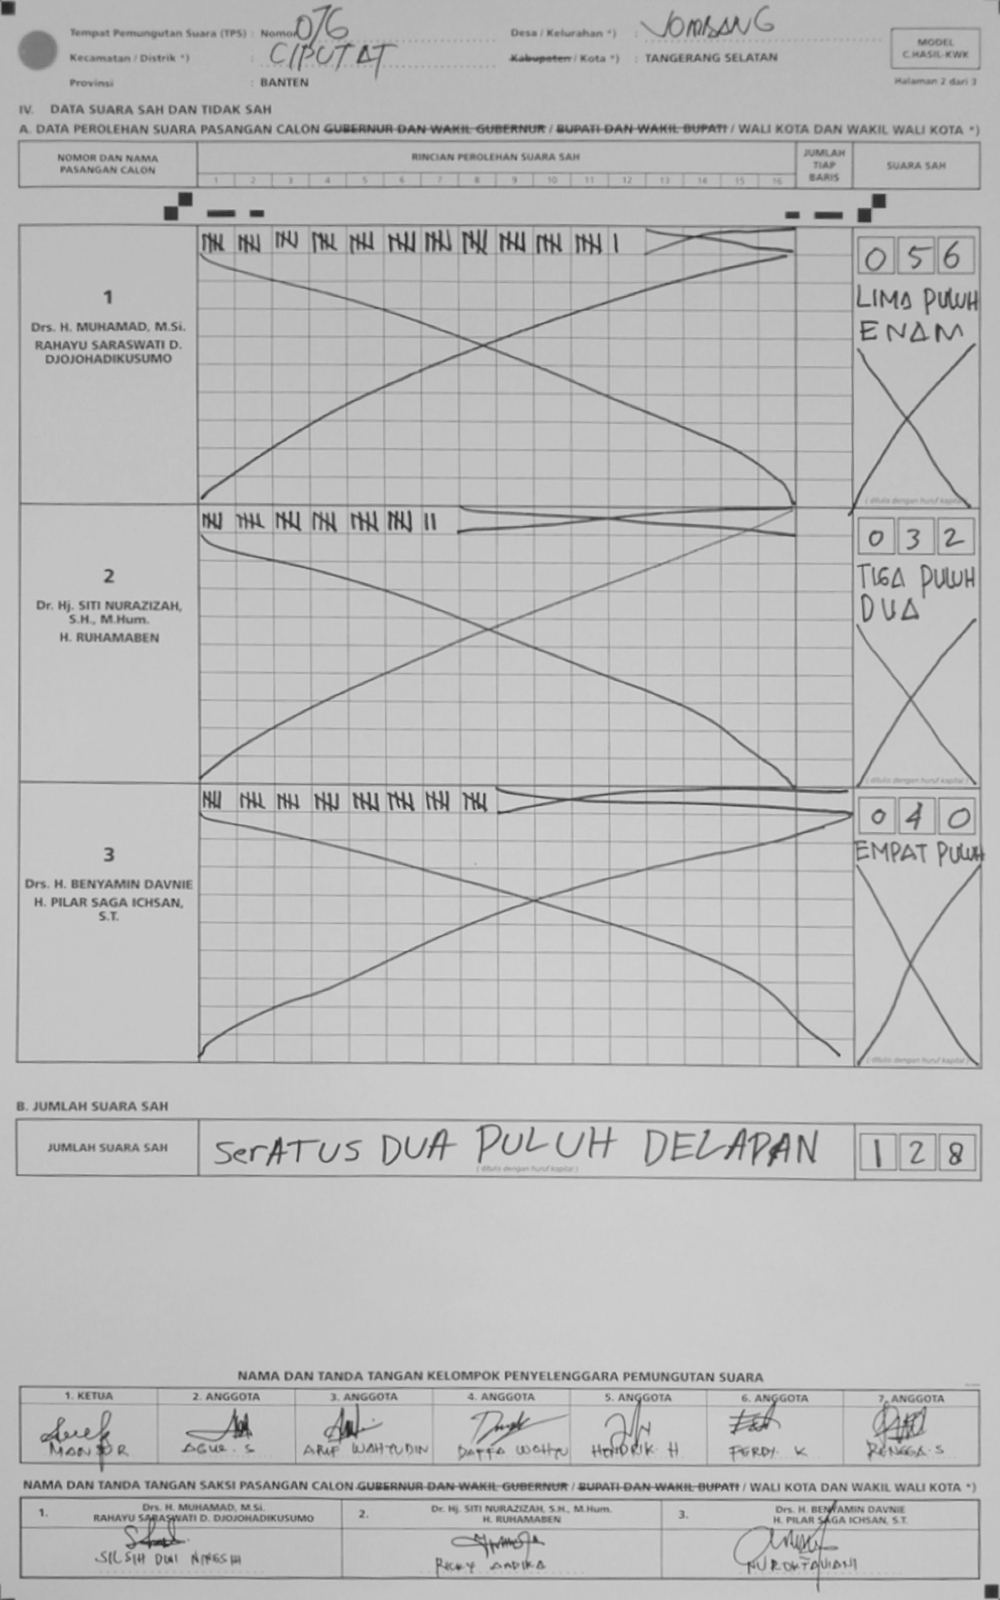 Tempat Pemungutan Suara (TPS) : Nomor 076 Desa / Kelurahan *) : JOMBANG
Kecamatan / Distrik *) : CIPUTAT Kabupaten / Kota *) : TANGERANG SELATAN
Provinsi : BANTEN
MODEL
C.HASIL-KWK
Halaman 2 dari 3
IV. DATA SUARA SAH DAN TIDAK SAH
A. DATA PEROLEHAN SUARA PASANGAN CALON GUBERNUR DAN WAKIL GUBERNUR / BUPATI DAN WAKIL BUPATI / WALI KOTA DAN WAKIL WALI KOTA *)
NOMOR DAN NAMA
PASANGAN CALON
RINCIAN PEROLEHAN SUARA SAH
1 2 3 4 5 6 7 8 9 10 11 12 13 14 15 16
JUMLAH
TIAP
BARIS
SUARA SAH
1
Drs. H. MUHAMAD, M.Si.
RAHAYU SARASWATI D.
DJOJOHADIKUSUMO
0 5 6
LIMA PULUH
ENAM
( ditulis dengan huruf kapital )
2
Dr. Hj. SITI NURAZIZAH,
S.H., M.Hum.
H. RUHAMABEN
0 3 2
TIGA PULUH
DUA
( ditulis dengan huruf kapital )
3
Drs. H. BENYAMIN DAVNIE
H. PILAR SAGA ICHSAN,
S.T.
0 4 0
EMPAT PULUH
( ditulis dengan huruf kapital )
B. JUMLAH SUARA SAH
JUMLAH SUARA SAH SerATUS DUA PULUH DELAPAN 1 2 8
( ditulis dengan huruf kapital )
NAMA DAN TANDA TANGAN KELOMPOK PENYELENGGARA PEMUNGUTAN SUARA
1. KETUA 2. ANGGOTA 3. ANGGOTA 4. ANGGOTA 5. ANGGOTA 6. ANGGOTA 7. ANGGOTA
AGUS. S ARIF WAHYUDIN DAFFA WAHYU HENDRIK H FERDY K RENGGA S
NAMA DAN TANDA TANGAN SAKSI PASANGAN CALON GUBERNUR DAN WAKIL GUBERNUR / BUPATI DAN WAKIL BUPATI / WALI KOTA DAN WAKIL WALI KOTA *)
1. Drs. H. MUHAMAD, M.Si.
RAHAYU SARASWATI D. DJOJOHADIKUSUMO
SILSIH DWI NINGSIH
2. Dr. Hj. SITI NURAZIZAH, S.H., M.Hum.
H. RUHAMABEN
RICKY ANDIKA
3. Drs. H. BENYAMIN DAVNIE
H. PILAR SAGA ICHSAN, S.T.
NUR OKTAVIANI